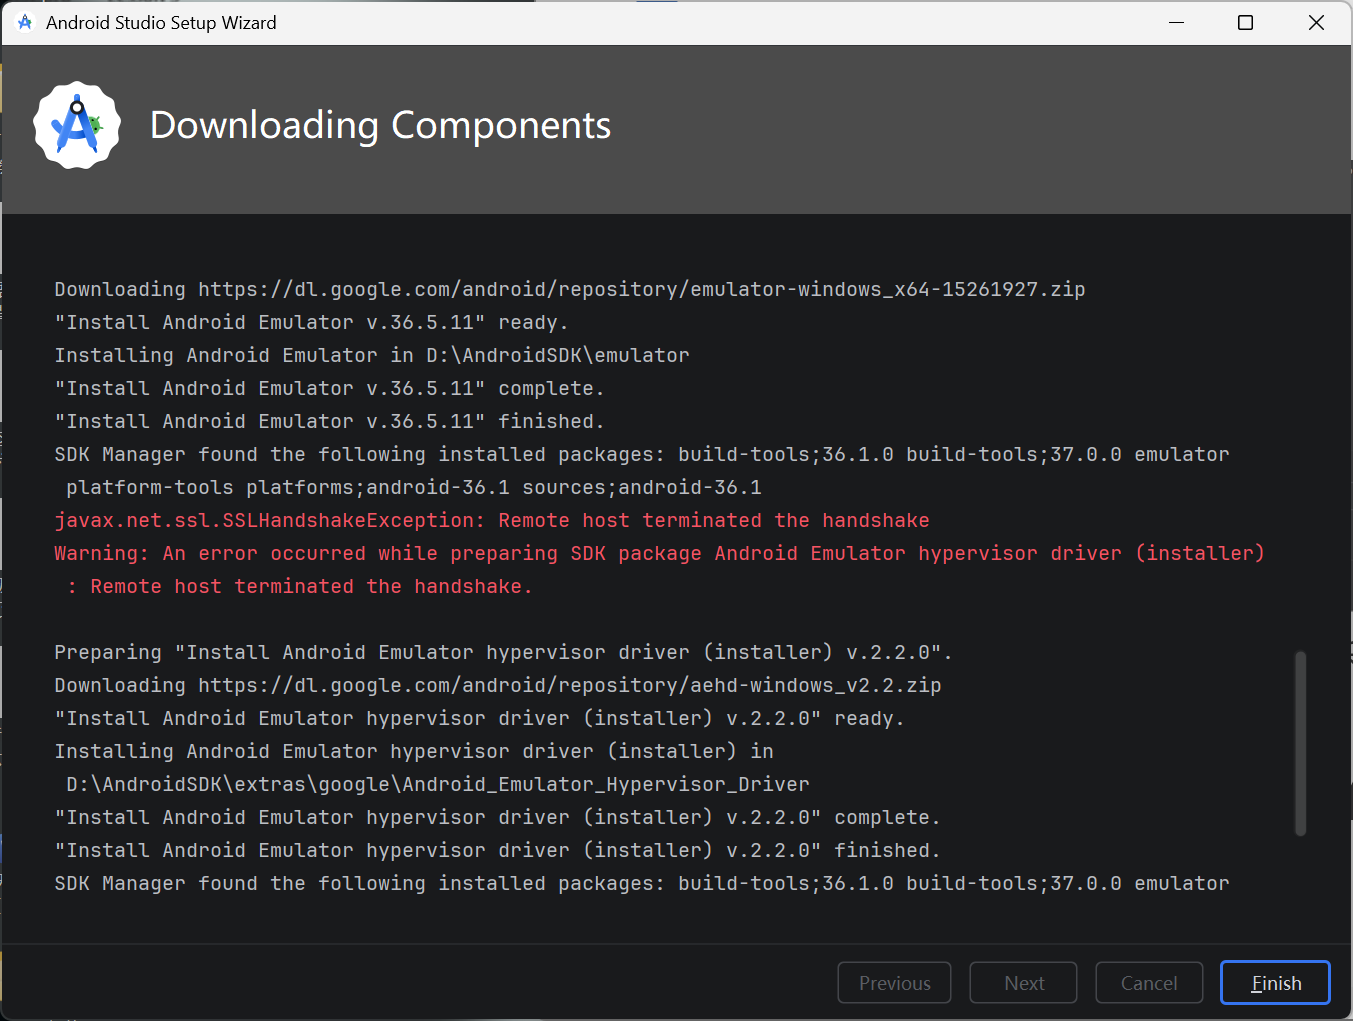 Android Studio Setup Wizard
Downloading Components
Downloading https://dl.google.com/android/repository/emulator-windows_x64-15261927.zip
"Install Android Emulator v.36.5.11" ready.
Installing Android Emulator in D:\AndroidSDK\emulator
"Install Android Emulator v.36.5.11" complete.
"Install Android Emulator v.36.5.11" finished.
SDK Manager found the following installed packages: build-tools;36.1.0 build-tools;37.0.0 emulator
platform-tools platforms;android-36.1 sources;android-36.1
javax.net.ssl.SSLHandshakeException: Remote host terminated the handshake
Warning: An error occurred while preparing SDK package Android Emulator hypervisor driver (installer)
: Remote host terminated the handshake.
Preparing "Install Android Emulator hypervisor driver (installer) v.2.2.0".
Downloading https://dl.google.com/android/repository/aehd-windows_v2.2.zip
"Install Android Emulator hypervisor driver (installer) v.2.2.0" ready.
Installing Android Emulator hypervisor driver (installer) in
D:\AndroidSDK\extras\google\Android_Emulator_Hypervisor_Driver
"Install Android Emulator hypervisor driver (installer) v.2.2.0" complete.
"Install Android Emulator hypervisor driver (installer) v.2.2.0" finished.
SDK Manager found the following installed packages: build-tools;36.1.0 build-tools;37.0.0 emulator
Previous Next Cancel Finish